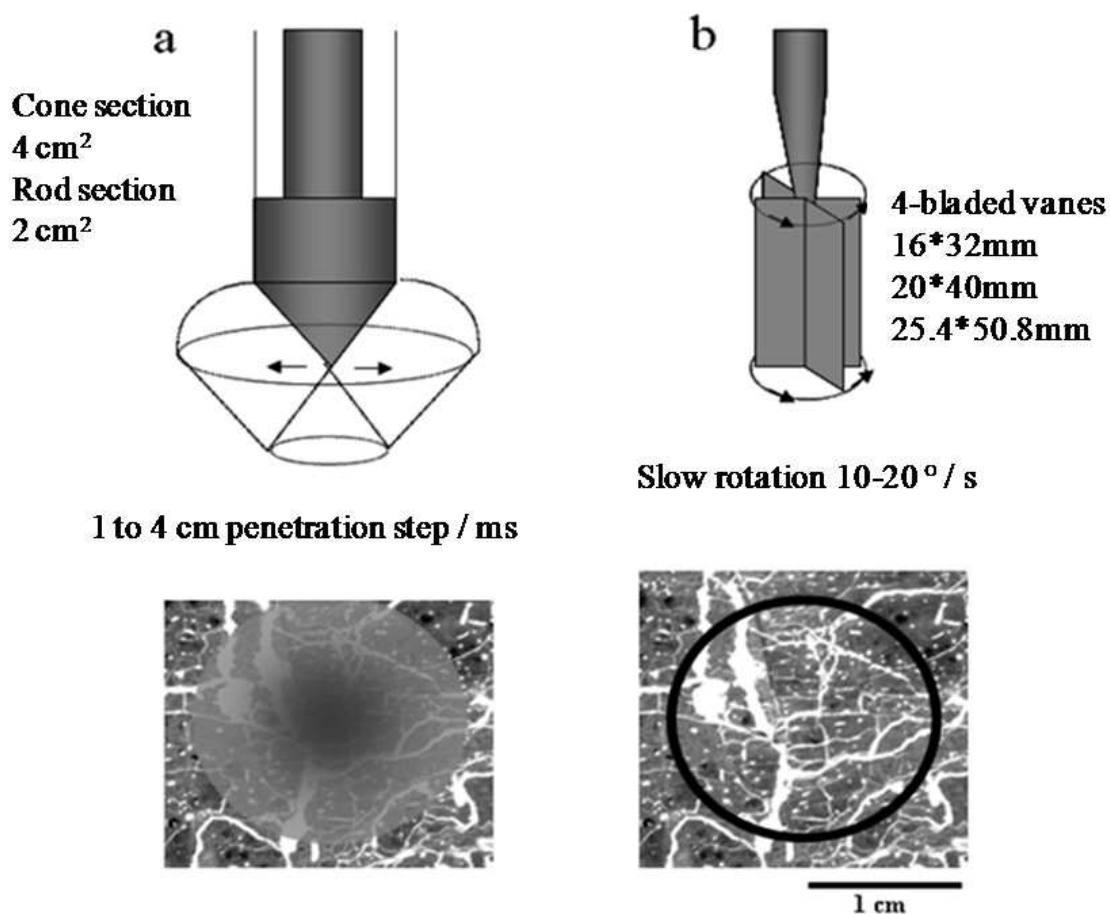 a
Cone section
4 cm²
Rod section
2 cm²
1 to 4 cm penetration step / ms
b
4-bladed vanes
16*32mm
20*40mm
25.4*50.8mm
Slow rotation 10-20 ° / s
1 cm